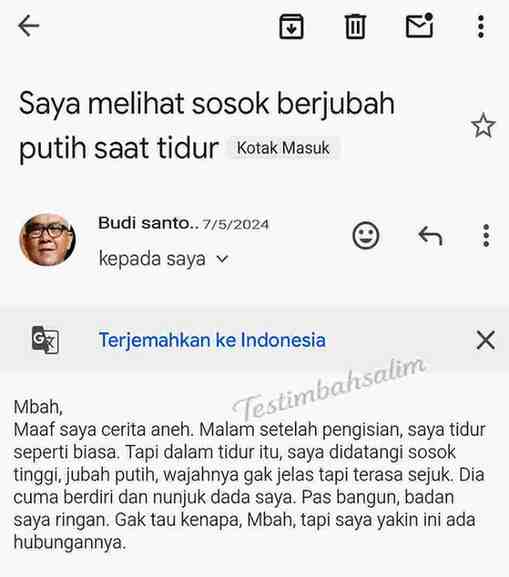 Saya melihat sosok berjubah
putih saat tidur Kotak Masuk
Budi santo.. 7/5/2024
kepada saya
Terjemahkan ke Indonesia
Testimbahsalim
Mbah,
Maaf saya cerita aneh. Malam setelah pengisian, saya tidur
seperti biasa. Tapi dalam tidur itu, saya didatangi sosok
tinggi, jubah putih, wajahnya gak jelas tapi terasa sejuk. Dia
cuma berdiri dan nunjuk dada saya. Pas bangun, badan
saya ringan. Gak tau kenapa, Mbah, tapi saya yakin ini ada
hubungannya.